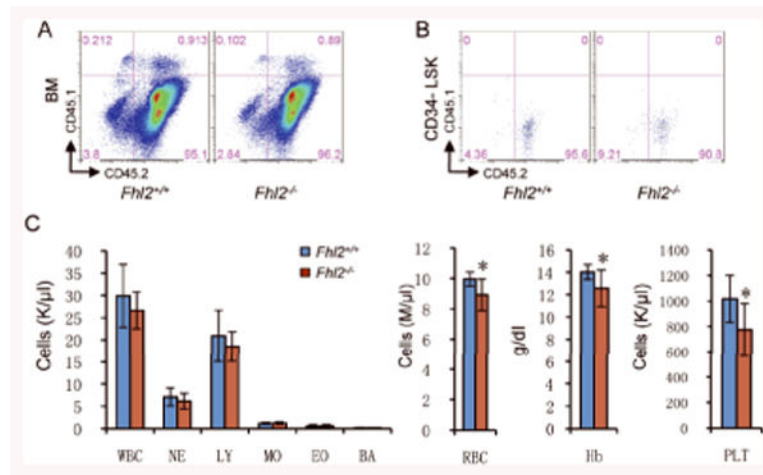 A
B
0.212 0.913 0.102 0.89
0 0 0 0
BM
CD45.1
CD34- LSK
CD45.1
3.8 95.1 2.84 96.2
4.36 95.6 9.21 90.8
CD45.2
CD45.2
Fhl2+/+ Fhl2-/-
Fhl2+/+ Fhl2-/-
C
Fhl2+/+
Fhl2-/-
Cells (K/µl)
40
35
30
25
20
15
10
5
0
WBC NE LY MO EO BA
Cells (M/µl)
12
10
8
6
4
2
0
*
RBC
g/dl
16
14
12
10
8
6
4
2
0
*
Hb
Cells (K/µl)
1400
1200
1000
800
600
400
200
0
*
PLT